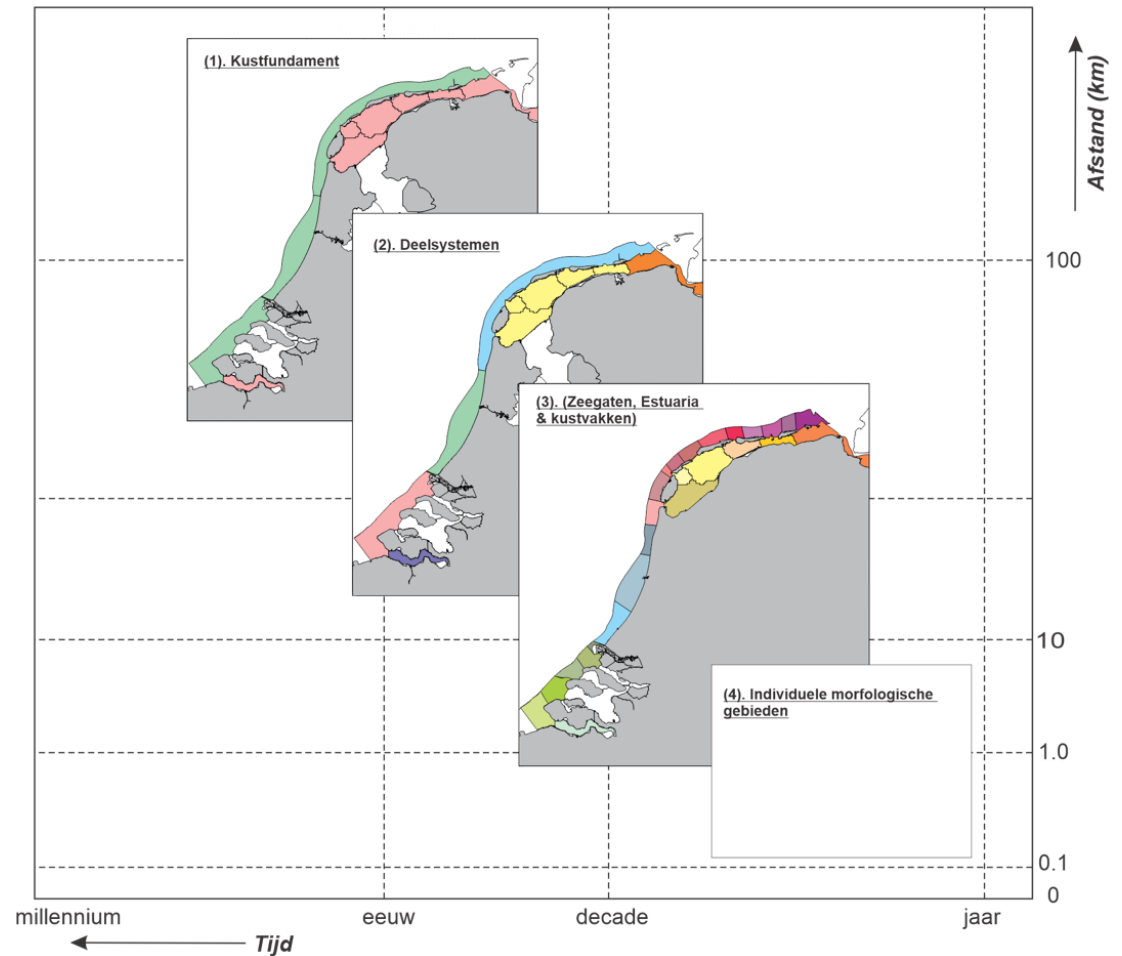 (1). Kustfundament
Afstand (km)
(2). Deelsystemen
100
(3). (Zeegaten, Estuaria
& kustvakken)
10
(4). Individuele morfologische
gebieden
1.0
0.1
0
millennium
eeuw
decade
jaar
Tijd